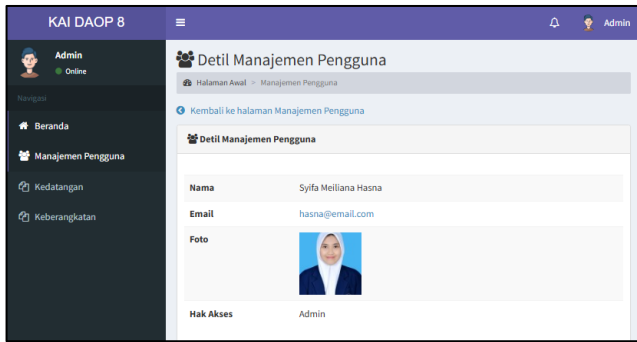 KAI DAOP 8
Admin
Admin
Online
Navigasi
Beranda
Manajemen Pengguna
Kedatangan
Keberangkatan
Detil Manajemen Pengguna
Halaman Awal > Manajemen Pengguna
Kembali ke halaman Manajemen Pengguna
Detil Manajemen Pengguna
Nama Syifa Meiliana Hasna
Email hasna@email.com
Foto
Hak Akses Admin